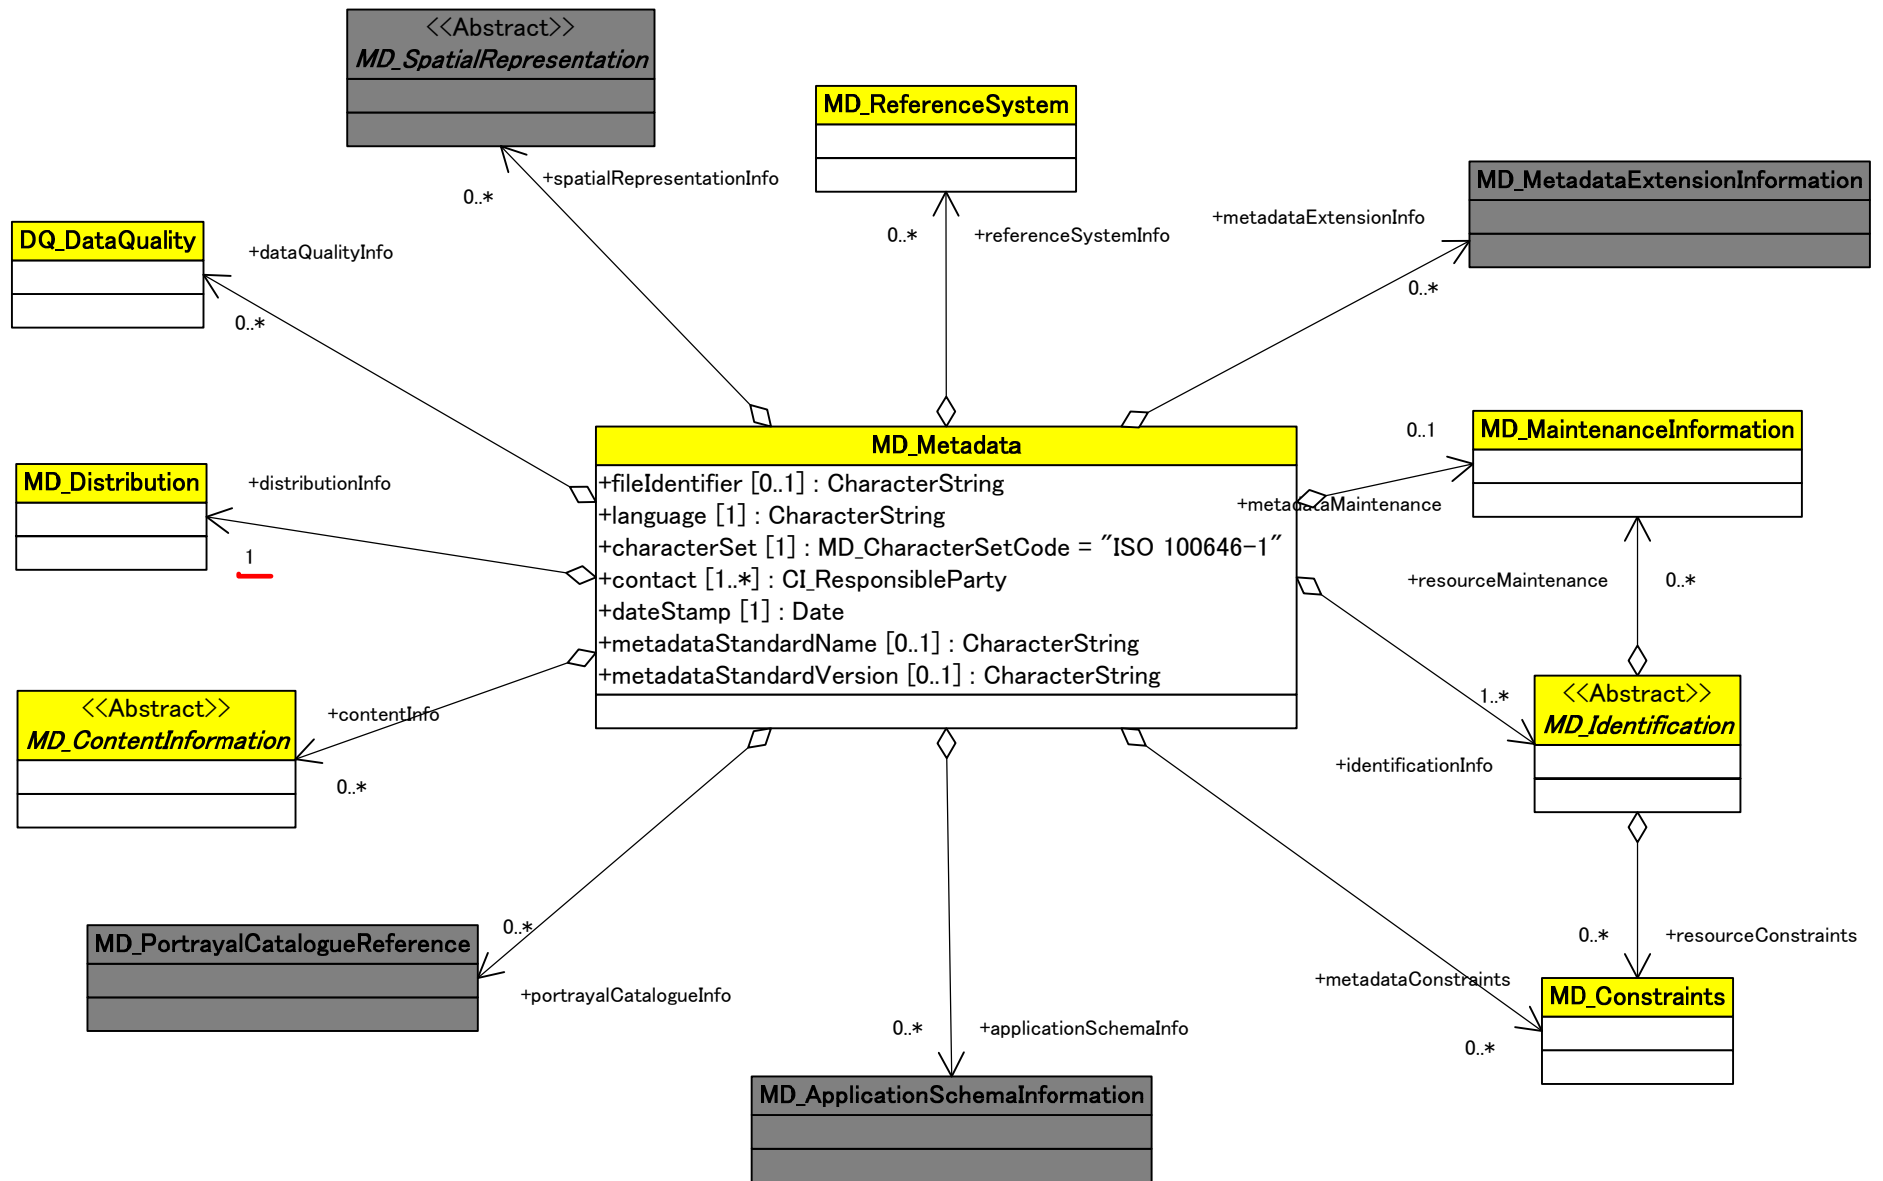 <<Abstract>>
MD_SpatialRepresentation
MD_ReferenceSystem
MD_MetadataExtensionInformation
+spatialRepresentationInfo
0..*
+metadataExtensionInfo
0..*
+referenceSystemInfo
0..*
DQ_DataQuality
+dataQualityInfo
0..*
MD_Distribution
+distributionInfo
1
MD_Metadata
+fileIdentifier [0..1] : CharacterString
+language [1] : CharacterString
+characterSet [1] : MD_CharacterSetCode = "ISO 100646-1"
+contact [1..*] : CI_ResponsibleParty
+dateStamp [1] : Date
+metadataStandardName [0..1] : CharacterString
+metadataStandardVersion [0..1] : CharacterString
0..1
MD_MaintenanceInformation
+metadataMaintenance
+resourceMaintenance
0..*
<<Abstract>>
MD_ContentInformation
+contentInfo
0..*
1..*
<<Abstract>>
MD_Identification
+identificationInfo
MD_PortrayalCatalogueReference
0..*
+portrayalCatalogueInfo
0..*
+applicationSchemaInfo
MD_ApplicationSchemaInformation
+metadataConstraints
0..*
0..*
+resourceConstraints
MD_Constraints